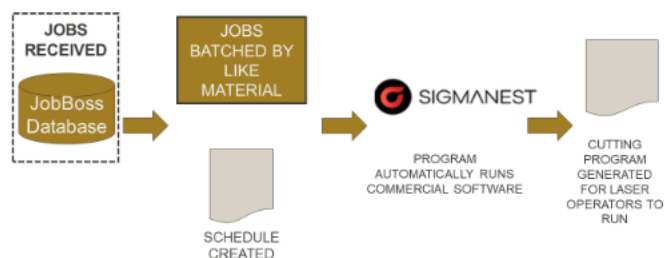 JOBS
RECEIVED
JobBoss
Database
JOBS
BATCHED BY
LIKE
MATERIAL
SCHEDULE
CREATED
SIGMANEST
PROGRAM
AUTOMATICALLY RUNS
COMMERCIAL SOFTWARE
CUTTING
PROGRAM
GENERATED
FOR LASER
OPERATORS TO
RUN